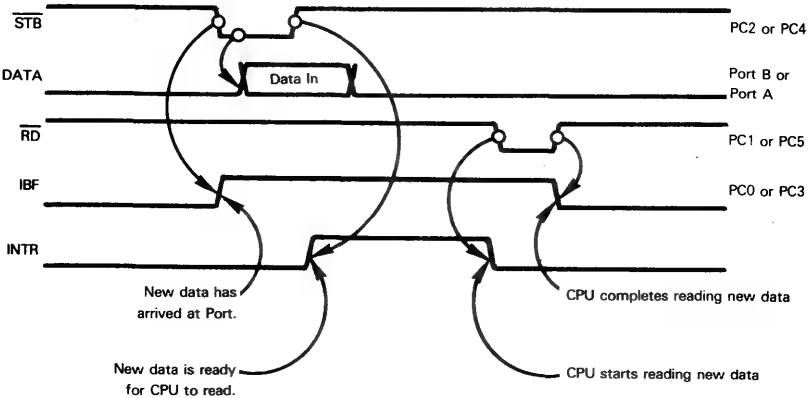 STB
PC2 or PC4
DATA
Data In
Port B or
Port A
RD
PC1 or PC5
IBF
PC0 or PC3
INTR
New data has
arrived at Port.
CPU completes reading new data
New data is ready
for CPU to read.
CPU starts reading new data